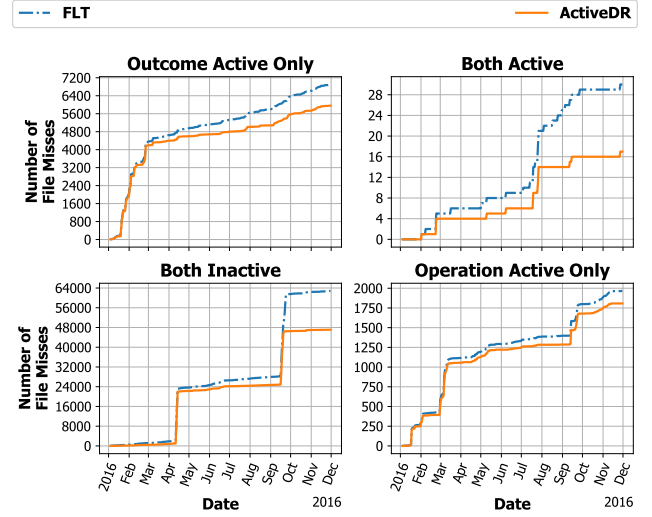 FLT
ActiveDR
Outcome Active Only
Both Active
Number of
File Misses
7200
6400
5600
4800
4000
3200
2400
1600
800
0
28
24
20
16
12
8
4
0
Both Inactive
Operation Active Only
Number of
File Misses
64000
56000
48000
40000
32000
24000
16000
8000
0
2000
1750
1500
1250
1000
750
500
250
0
2016 Feb Mar Apr May Jun Jul Aug Sep Oct Nov Dec
2016 Feb Mar Apr May Jun Jul Aug Sep Oct Nov Dec
Date
2016
Date
2016